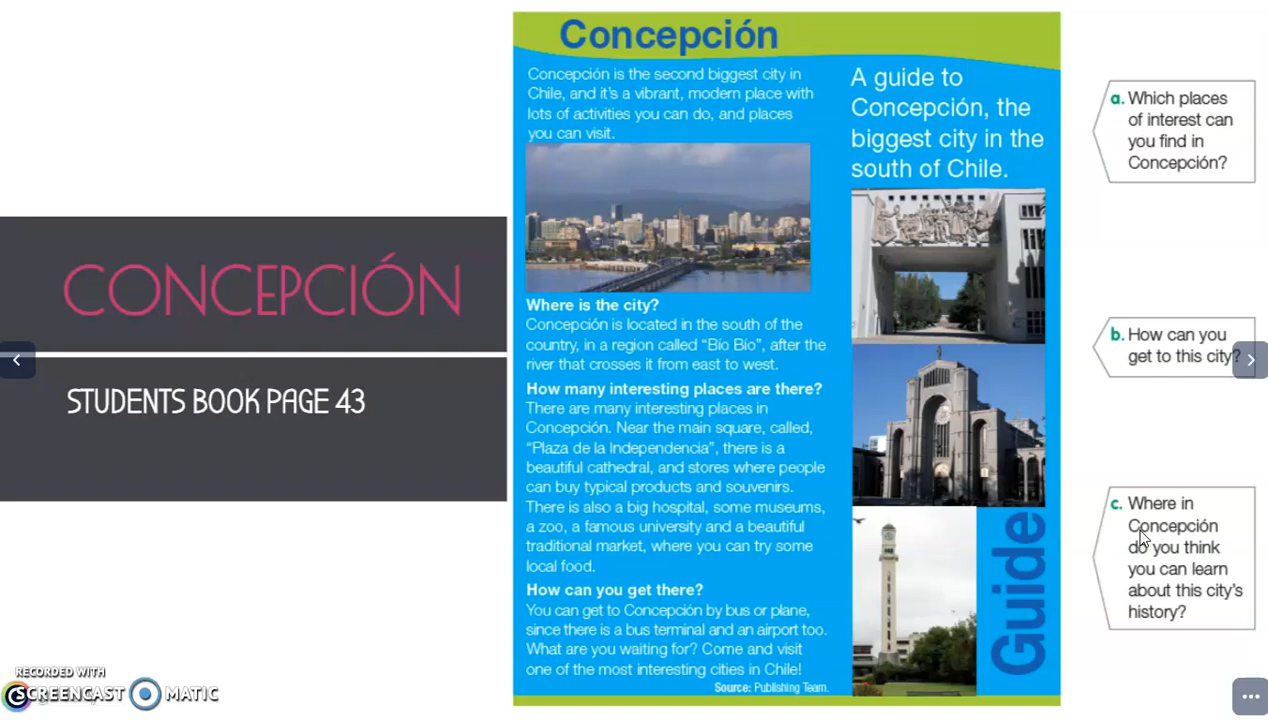 CONCEPCIÓN
STUDENTS BOOK PAGE 43
Concepción
Concepción is the second biggest city in
Chile, and it's a vibrant, modern place with
lots of activities you can do, and places
you can visit.
Where is the city?
Concepción is located in the south of the
country, in a region called “Bío Bío”, after the
river that crosses it from east to west.
How many interesting places are there?
There are many interesting places in
Concepción. Near the main square, called,
“Plaza de la Independencia”, there is a
beautiful cathedral, and stores where people
can buy typical products and souvenirs.
There is also a big hospital, some museums,
a zoo, a famous university and a beautiful
traditional market, where you can try some
local food.
How can you get there?
You can get to Concepción by bus or plane,
since there is a bus terminal and an airport too.
What are you waiting for? Come and visit
one of the most interesting cities in Chile!
Source: Publishing Team.
A guide to
Concepción, the
biggest city in the
south of Chile.
Guide
a. Which places
of interest can
you find in
Concepción?
b. How can you
get to this city?
c. Where in
Concepción
do you think
you can learn
about this city's
history?
RECORDED WITH
SCREENCAST MATIC